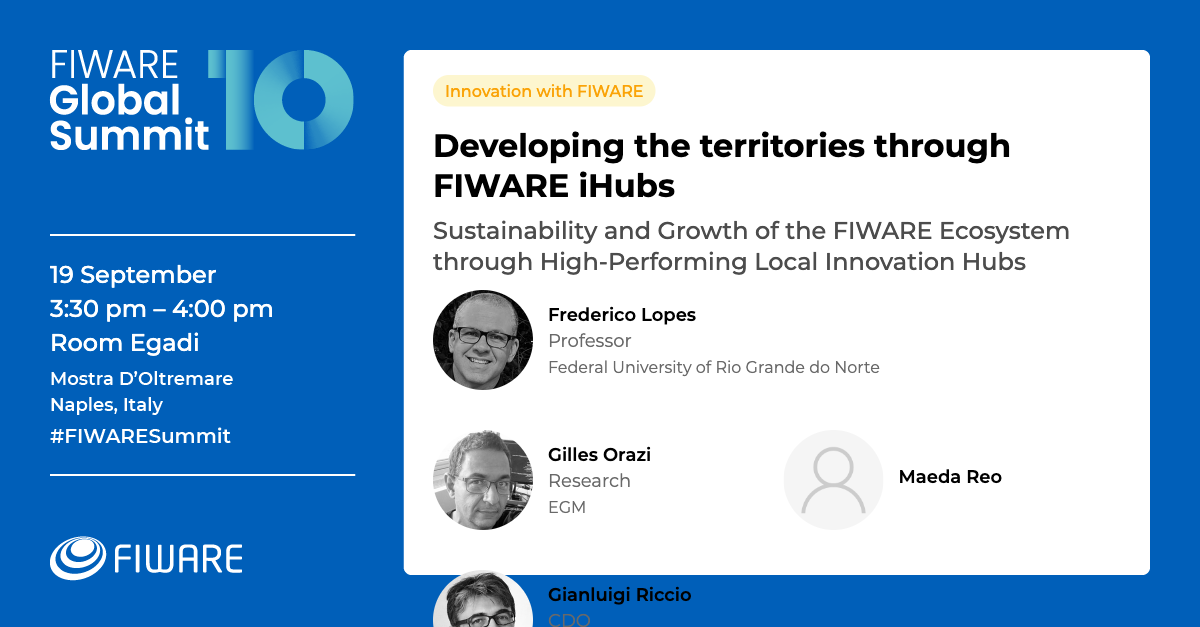 FIWARE
Global
Summit
10
19 September
3:30 pm – 4:00 pm
Room Egadi
Mostra D’Oltremare
Naples, Italy
#FIWARESummit
FIWARE
Innovation with FIWARE
Developing the territories through
FIWARE iHubs
Sustainability and Growth of the FIWARE Ecosystem
through High-Performing Local Innovation Hubs
Frederico Lopes
Professor
Federal University of Rio Grande do Norte
Gilles Orazi
Research
EGM
Maeda Reo
Gianluigi Riccio
CDO